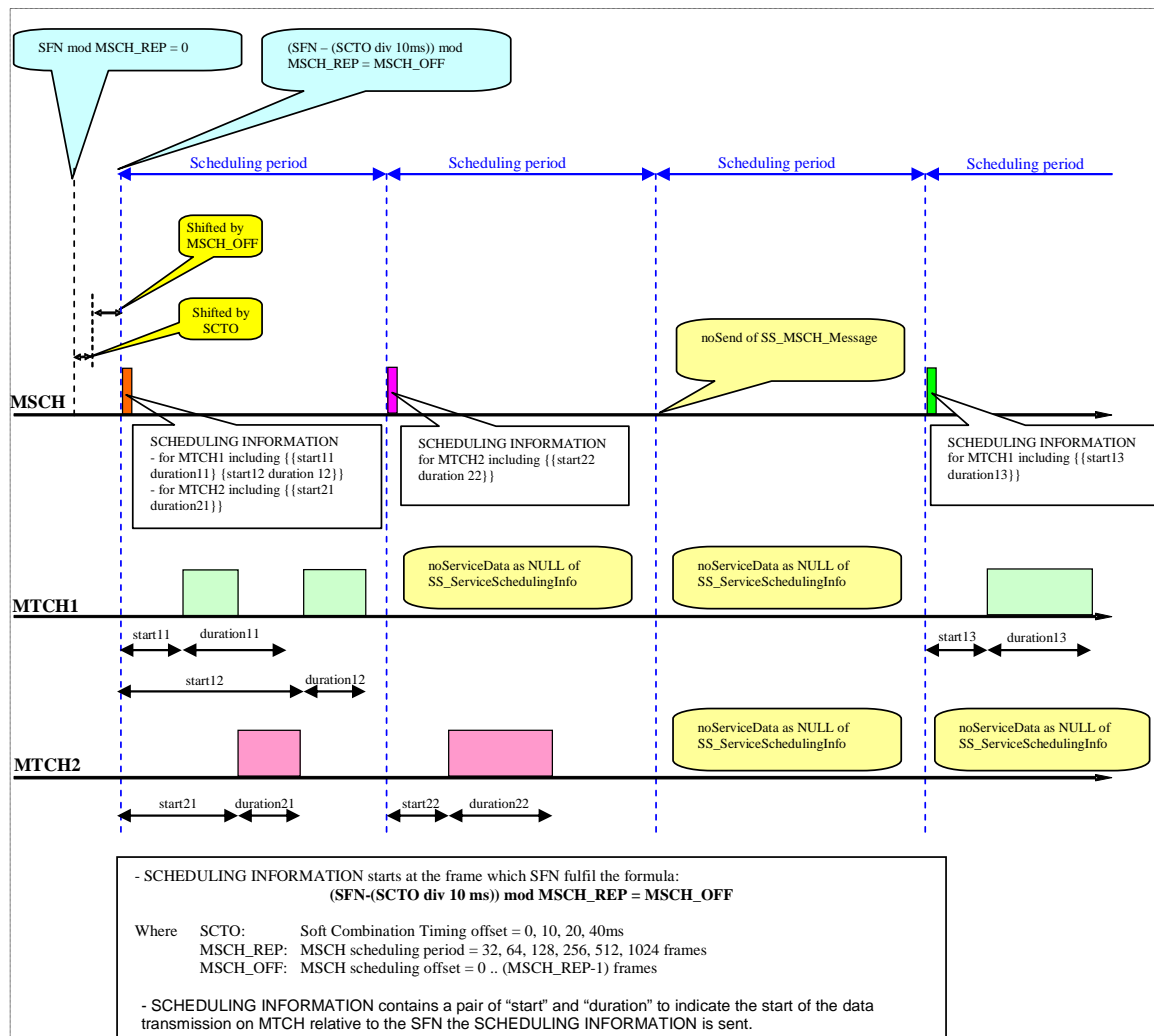 SFN mod MSCH_REP = 0
(SFN – (SCTO div 10ms)) mod
MSCH_REP = MSCH_OFF
Scheduling period
Scheduling period
Scheduling period
Scheduling period
Shifted by
MSCH_OFF
Shifted by
SCTO
noSend of SS_MSCH_Message
MSCH
SCHEDULING INFORMATION
- for MTCH1 including {{start11
duration11} {start12 duration 12}}
- for MTCH2 including {{start21
duration21}}
SCHEDULING INFORMATION
for MTCH2 including {{start22
duration 22}}
SCHEDULING INFORMATION
for MTCH1 including {{start13
duration13}}
noServiceData as NULL of
SS_ServiceSchedulingInfo
noServiceData as NULL of
SS_ServiceSchedulingInfo
MTCH1
start11
duration11
start13
duration13
start12
duration12
noServiceData as NULL of
SS_ServiceSchedulingInfo
noServiceData as NULL of
SS_ServiceSchedulingInfo
MTCH2
start21
duration21
start22
duration22
- SCHEDULING INFORMATION starts at the frame which SFN fulfil the formula:
(SFN-(SCTO div 10 ms)) mod MSCH_REP = MSCH_OFF
Where SCTO: Soft Combination Timing offset = 0, 10, 20, 40ms
MSCH_REP: MSCH scheduling period = 32, 64, 128, 256, 512, 1024 frames
MSCH_OFF: MSCH scheduling offset = 0 .. (MSCH_REP-1) frames
- SCHEDULING INFORMATION contains a pair of “start” and “duration” to indicate the start of the data
transmission on MTCH relative to the SFN the SCHEDULING INFORMATION is sent.